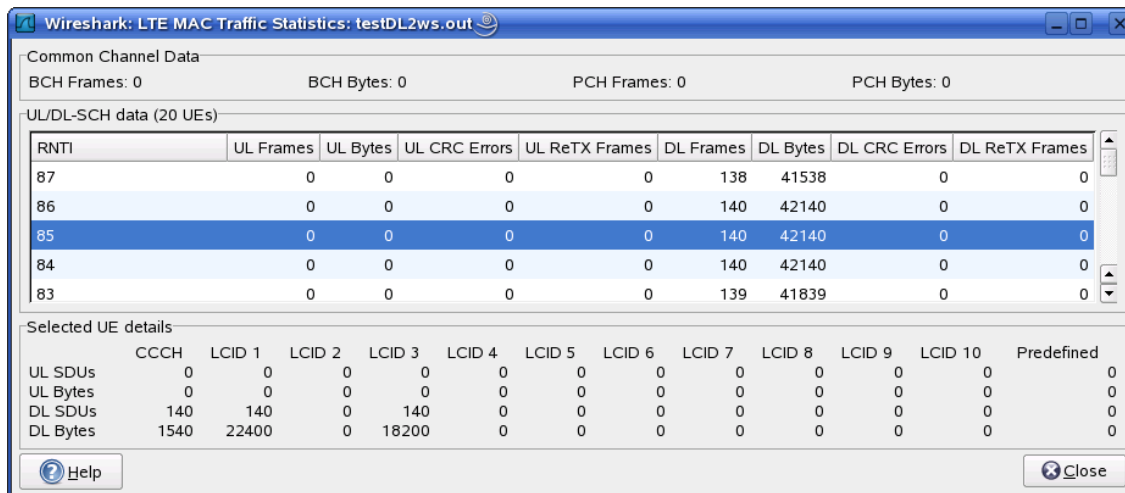 Wireshark: LTE MAC Traffic Statistics: testDL2ws.out
Common Channel Data
BCH Frames: 0 BCH Bytes: 0 PCH Frames: 0 PCH Bytes: 0
UL/DL-SCH data (20 UEs)
RNTI UL Frames UL Bytes UL CRC Errors UL ReTX Frames DL Frames DL Bytes DL CRC Errors DL ReTX Frames
87 0 0 0 0 138 41538 0 0
86 0 0 0 0 140 42140 0 0
85 0 0 0 0 140 42140 0 0
84 0 0 0 0 140 42140 0 0
83 0 0 0 0 139 41839 0 0
Selected UE details
CCCH LCID 1 LCID 2 LCID 3 LCID 4 LCID 5 LCID 6 LCID 7 LCID 8 LCID 9 LCID 10 Predefined
UL SDUs 0 0 0 0 0 0 0 0 0 0 0 0
UL Bytes 0 0 0 0 0 0 0 0 0 0 0 0
DL SDUs 140 140 0 140 0 0 0 0 0 0 0 0
DL Bytes 1540 22400 0 18200 0 0 0 0 0 0 0 0
Help Close